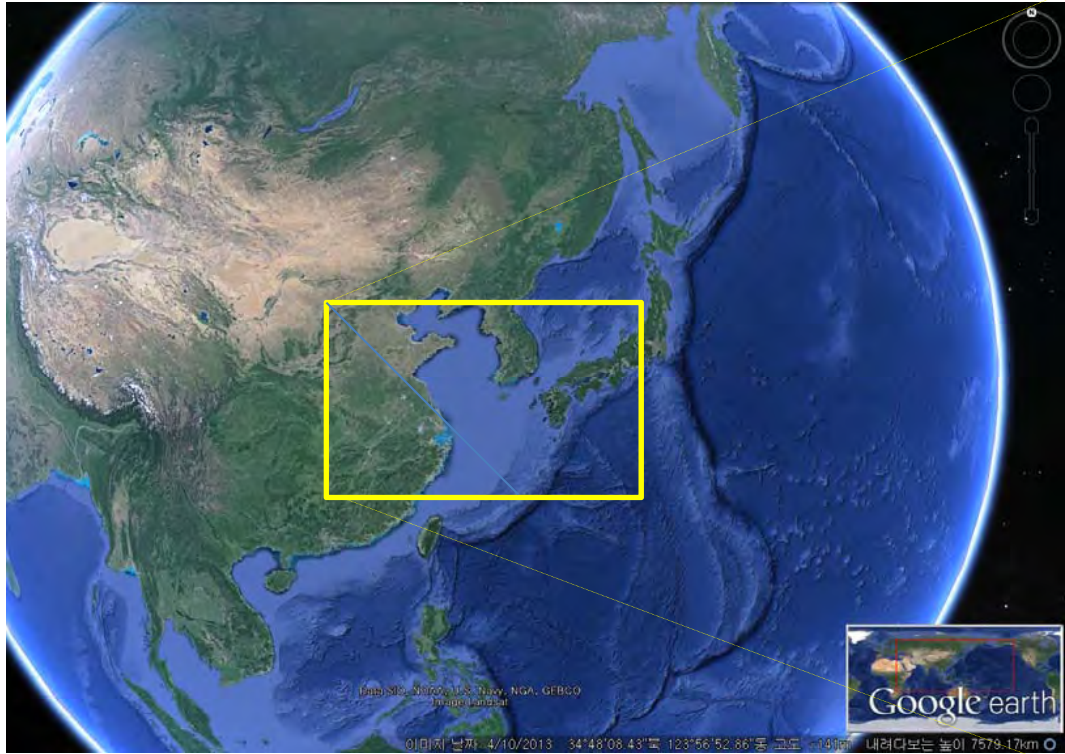 N
Data SIO, NOAA, U.S. Navy, NGA, GEBCO
Image Landsat
Google earth
이미지 날짜: 4/10/2013 34°48'08.43"북 123°56'52.86"동 고도 -141m 내려다보는 높이 7579.17km